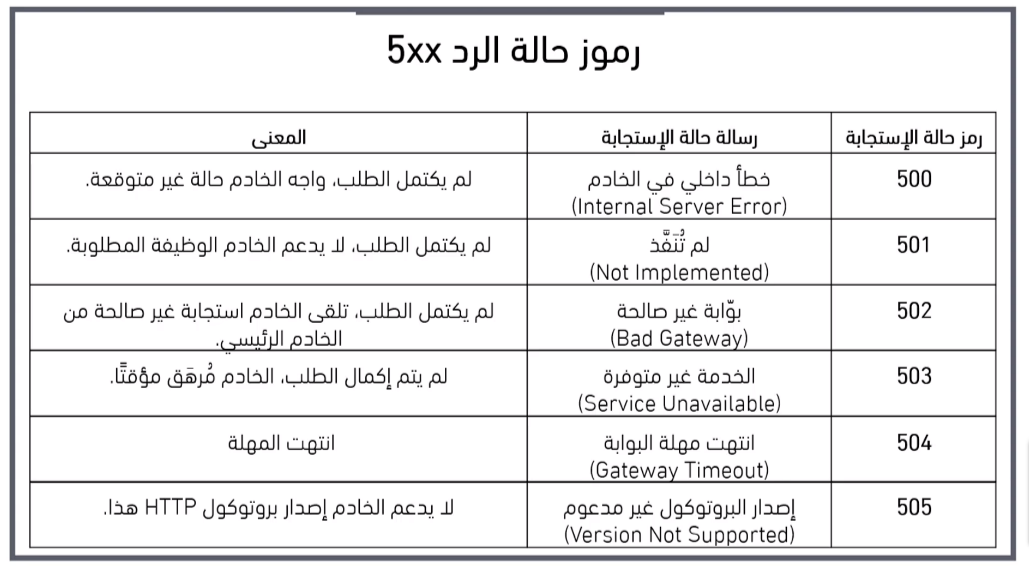 رموز حالة الرد 5xx
رمز حالة الإستجابة
رسالة حالة الإستجابة
المعنى
500
خطأ داخلي في الخادم
(Internal Server Error)
لم يكتمل الطلب، واجه الخادم حالة غير متوقعة.
501
لم تُنَفَّذ
(Not Implemented)
لم يكتمل الطلب، لا يدعم الخادم الوظيفة المطلوبة.
502
بوّابة غير صالحة
(Bad Gateway)
لم يكتمل الطلب، تلقى الخادم استجابة غير صالحة من
الخادم الرئيسي.
503
الخدمة غير متوفرة
(Service Unavailable)
لم يتم إكمال الطلب، الخادم مُرهَق مؤقتًا.
504
انتهت مهلة البوابة
(Gateway Timeout)
انتهت المهلة
505
إصدار البروتوكول غير مدعوم
(Version Not Supported)
لا يدعم الخادم إصدار بروتوكول HTTP هذا.